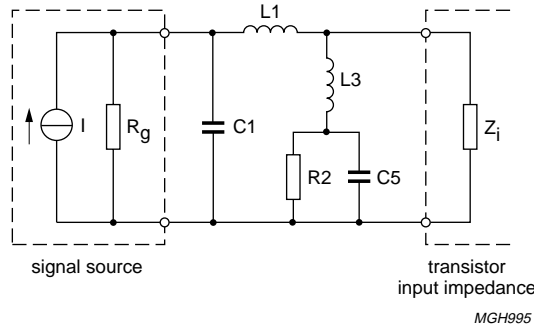 L1
L3
I
Rg
C1
R2
C5
Zi
signal source
transistor
input impedance
MGH995